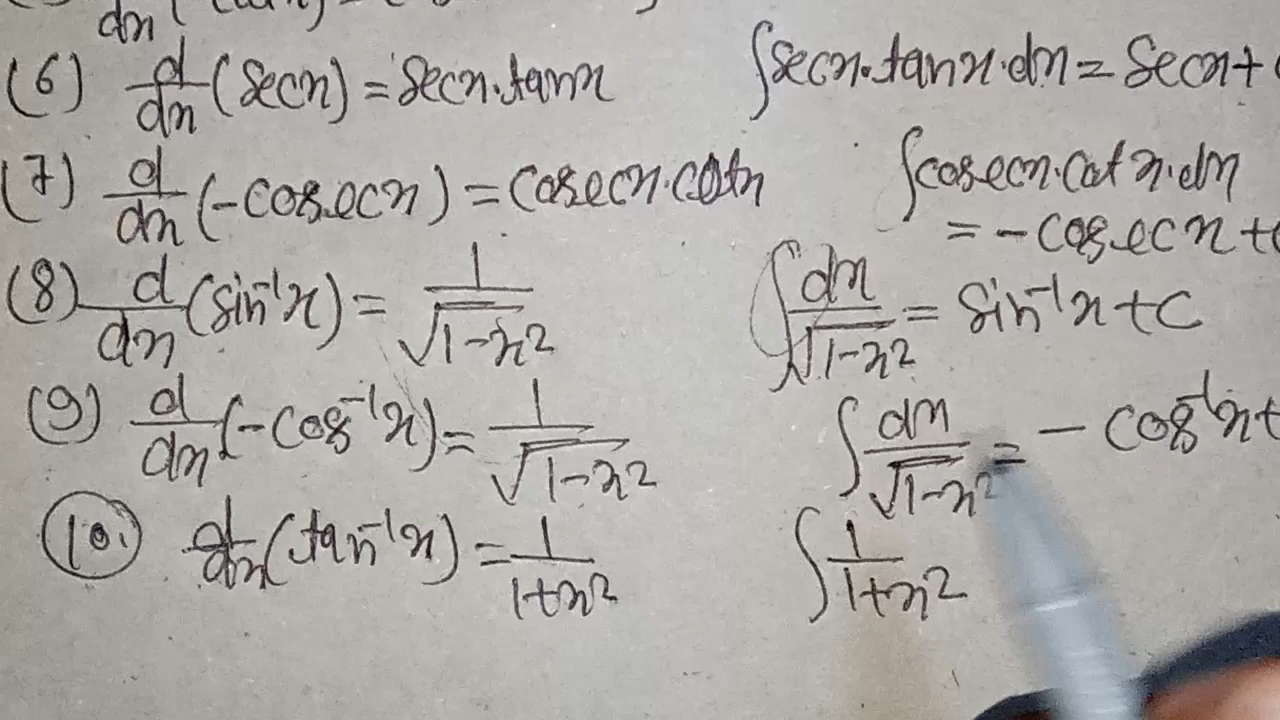 d/dx (tan
(6) d/dx (secx) = secx.tanx ∫secx.tanx.dx = secx+
(7) d/dx (-cosecx) = cosecx.cotx ∫cosecx.cotx.dx
= -cosecx+c
(8) d/dx (sin⁻¹x) = 1/√1-x² ∫dx/√1-x² = sin⁻¹x+c
(9) d/dx (-cos⁻¹x) = 1/√1-x² ∫dx/√1-x² = -cos⁻¹x+
(10.) d/dx (tan⁻¹x) = 1/1+x² ∫1/1+x²